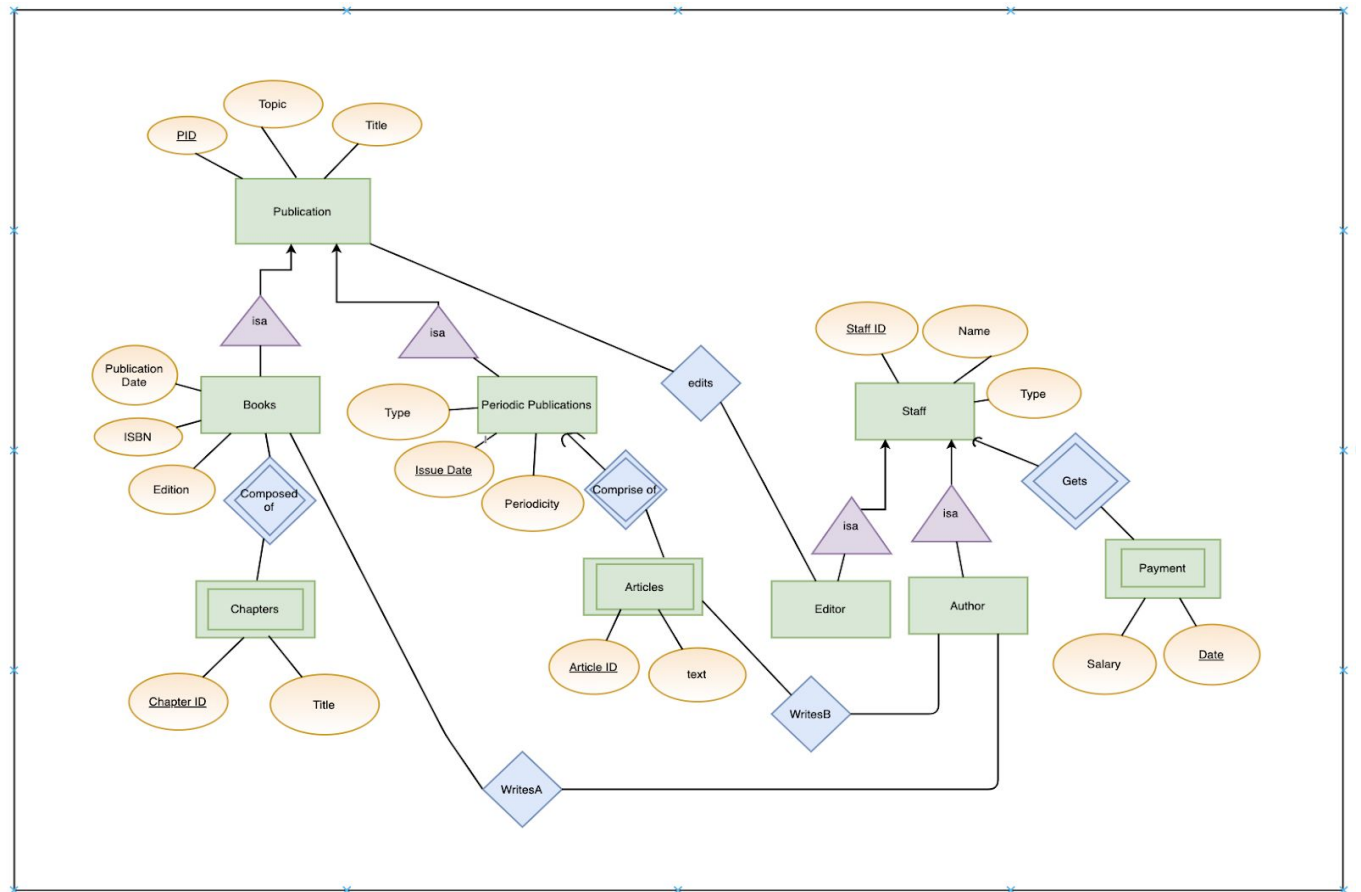 Topic
Title
PID
Publication
isa
isa
Staff ID
Name
Publication
Date
edits
Type
Books
Periodic Publications
Staff
Type
ISBN
Issue Date
Gets
Edition
Composed
of
Comprise of
Periodicity
isa
isa
Payment
Articles
Chapters
Editor
Author
Salary
Date
Article ID
text
Chapter ID
Title
WritesB
WritesA